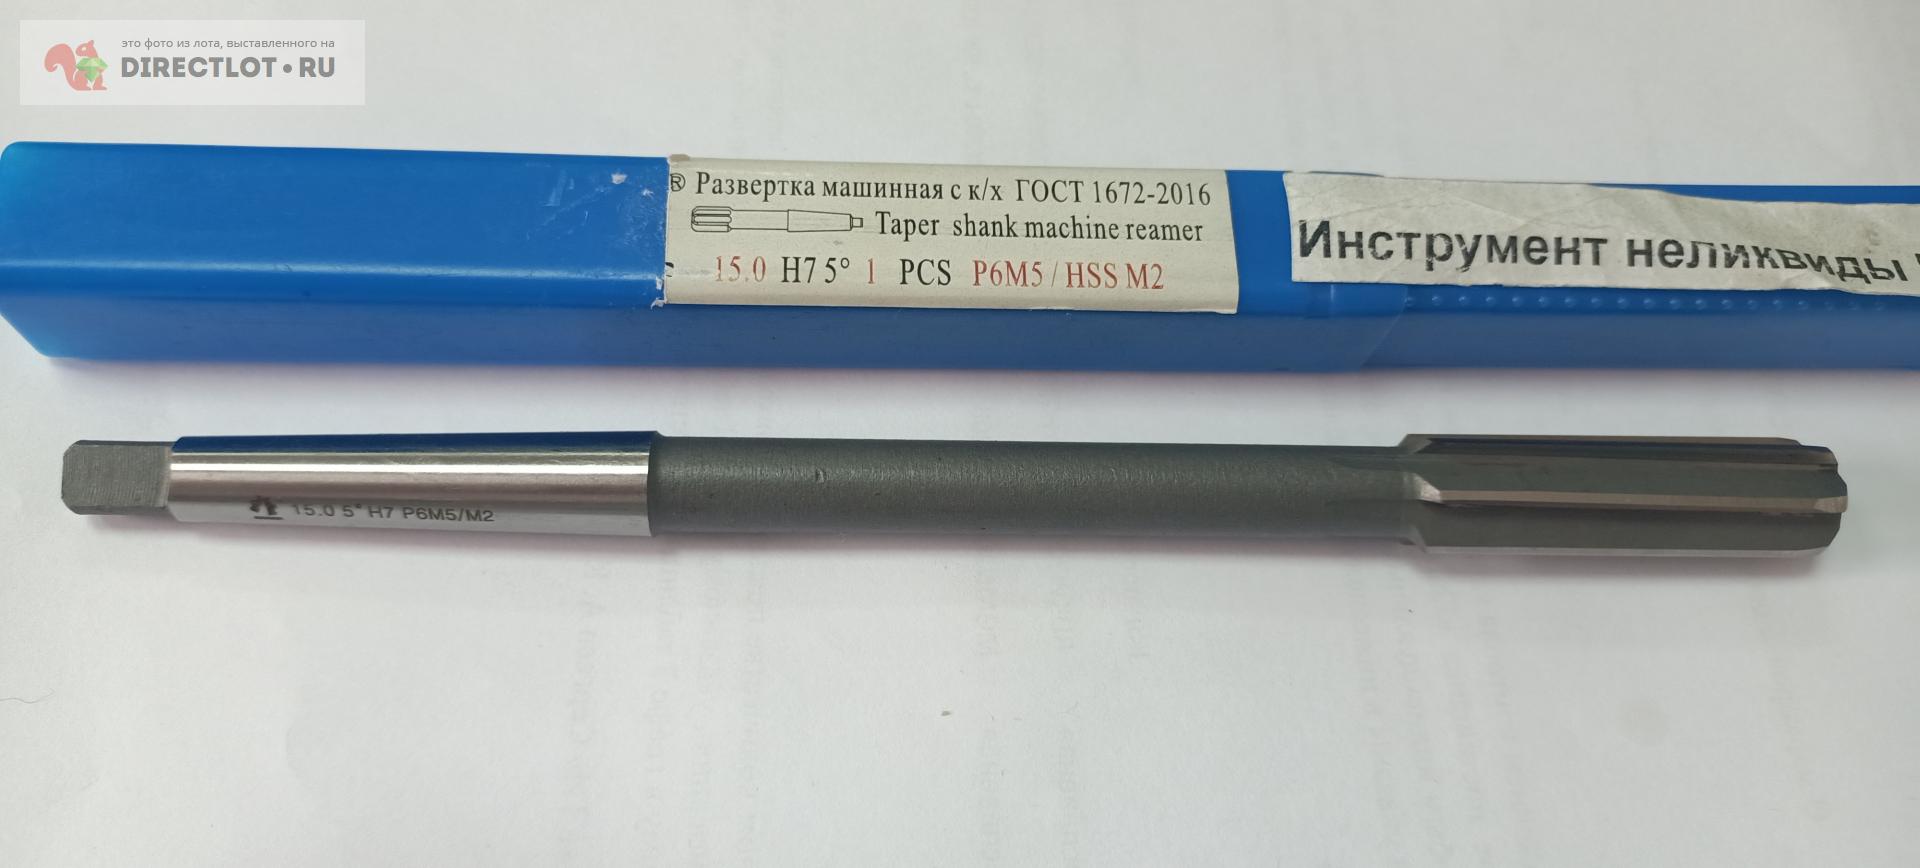 это фото из лота, выставленного на
DIRECTLOT•RU
® Развертка машинная с к/х ГОСТ 1672-2016
Taper shank machine reamer
15.0 H7 5° 1 PCS P6M5 / HSS M2
Инструмент неликвиды
15.0 5° H7 P6M5/M2